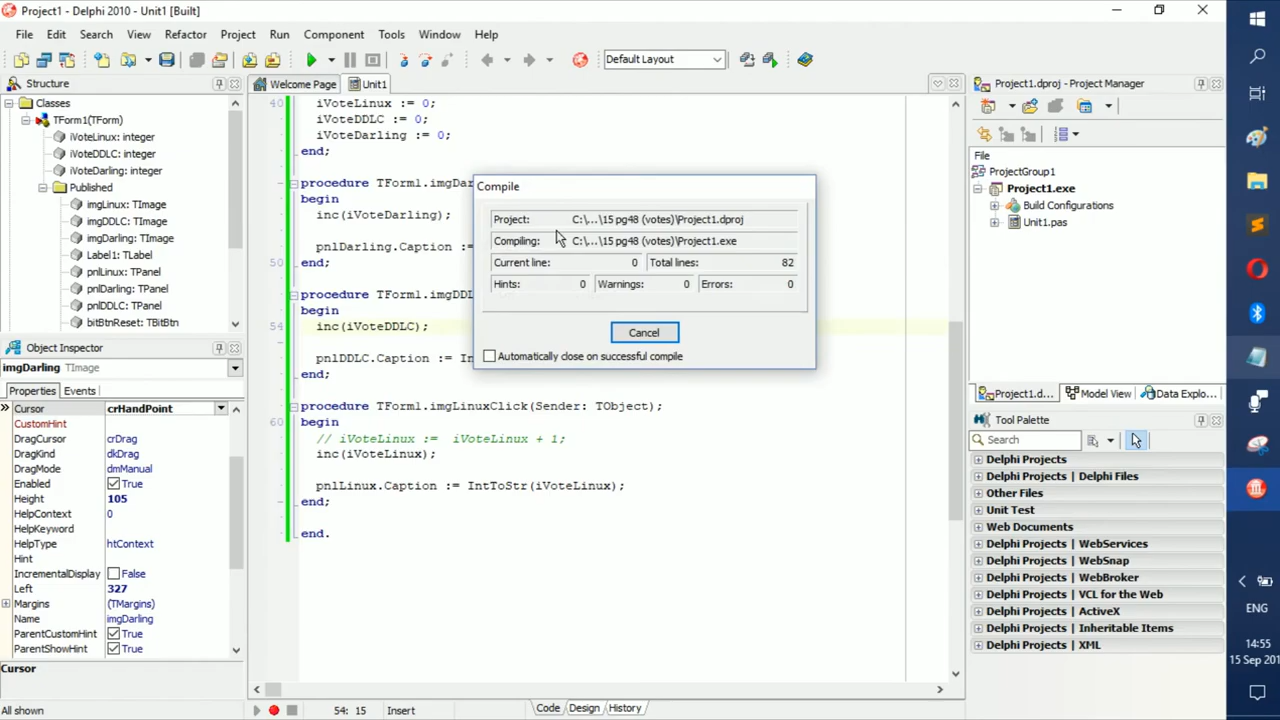 Project1 - Delphi 2010 - Unit1 [Built]
File Edit Search View Refactor Project Run Component Tools Window Help
Default Layout
Structure
Classes
TForm1(TForm)
iVoteLinux: integer
iVoteDDLC: integer
iVoteDarling: integer
Published
imgLinux: TImage
imgDDLC: TImage
imgDarling: TImage
Label1: TLabel
pnlLinux: TPanel
pnlDarling: TPanel
pnlDDLC: TPanel
bitBtnReset: TBitBtn
Object Inspector
imgDarling TImage
Properties Events
Cursor crHandPoint
CustomHint
DragCursor crDrag
DragKind dkDrag
DragMode dmManual
Enabled True
Height 105
HelpContext 0
HelpKeyword
HelpType htContext
Hint
IncrementalDisplay False
Left 327
Margins (TMargins)
Name imgDarling
ParentCustomHint True
ParentShowHint True
Cursor
All shown
Welcome Page Unit1
40 iVoteLinux := 0;
iVoteDDLC := 0;
iVoteDarling := 0;
end;
procedure TForm1.imgDar
begin
inc(iVoteDarling);
pnlDarling.Caption :=
50 end;
procedure TForm1.imgDDL
begin
54 inc(iVoteDDLC);
pnlDDLC.Caption := In
end;
procedure TForm1.imgLinuxClick(Sender: TObject);
60 begin
// iVoteLinux := iVoteLinux + 1;
inc(iVoteLinux);
pnlLinux.Caption := IntToStr(iVoteLinux);
end;
end.
54: 15 Insert Code Design History
Compile
Project: C:\...\15 pg48 (votes)\Project1.dproj
Compiling: C:\...\15 pg48 (votes)\Project1.exe
Current line: 0 Total lines: 82
Hints: 0 Warnings: 0 Errors: 0
Cancel
Automatically close on successful compile
Project1.dproj - Project Manager
File
ProjectGroup1
Project1.exe
Build Configurations
Unit1.pas
Project1.d... Model View Data Explo...
Tool Palette
Search
Delphi Projects
Delphi Projects | Delphi Files
Other Files
Unit Test
Web Documents
Delphi Projects | WebServices
Delphi Projects | WebSnap
Delphi Projects | WebBroker
Delphi Projects | VCL for the Web
Delphi Projects | ActiveX
Delphi Projects | Inheritable Items
Delphi Projects | XML
ENG
14:55
15 Sep 201